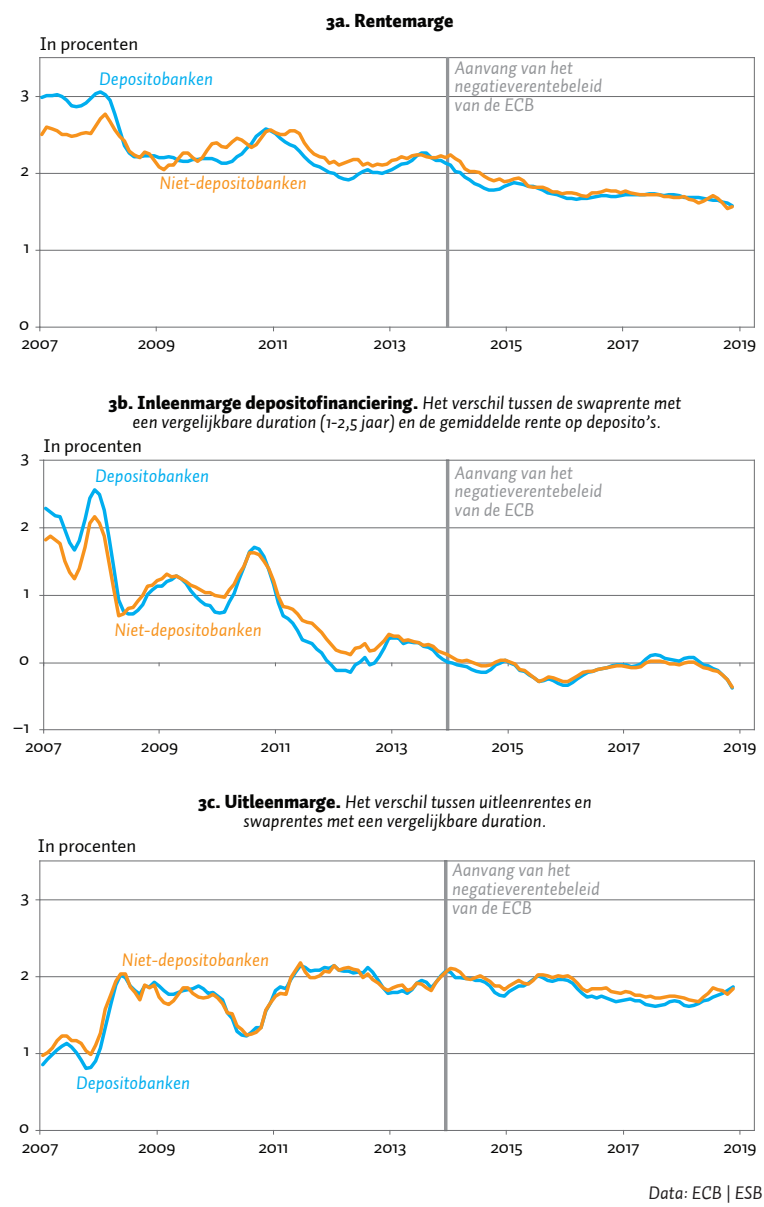 3a. Rentemarge
In procenten
Depositobanken
Aanvang van het
negatieverentebeleid
van de ECB
3
Niet-depositobanken
2
1
0
2007 2009 2011 2013 2015 2017 2019
3b. Inleenmarge depositofinanciering. Het verschil tussen de swaprente met
een vergelijkbare duration (1-2,5 jaar) en de gemiddelde rente op deposito's.
In procenten
3
Depositobanken
Aanvang van het
negatieverentebeleid
van de ECB
2
1
Niet-depositobanken
0
−1
2007 2009 2011 2013 2015 2017 2019
3c. Uitleenmarge. Het verschil tussen uitleenrentes en
swaprentes met een vergelijkbare duration.
In procenten
Aanvang van het
negatieverentebeleid
van de ECB
3
Niet-depositobanken
2
1
Depositobanken
0
2007 2009 2011 2013 2015 2017 2019
Data: ECB | ESB